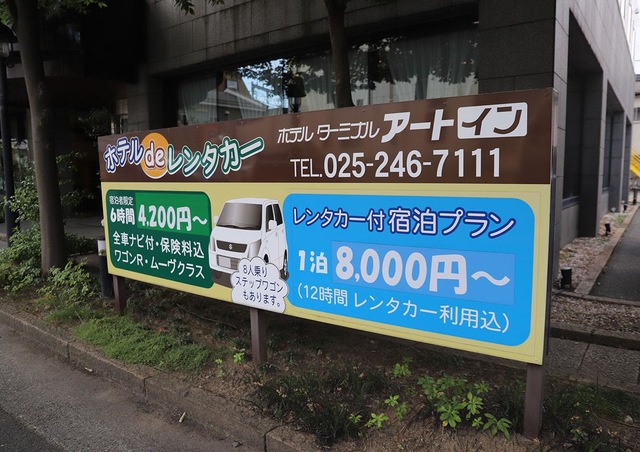 ホテルdeレンタカー
ホテル ターミナル アートイン
TEL.025-246-7111
宿泊者限定
6時間 4,200円～
全車ナビ付・保険料込
ワゴンR・ムーヴクラス
8人乗り
ステップワゴン
もあります。
レンタカー付 宿泊プラン
1泊 8,000円～
(12時間 レンタカー利用込)